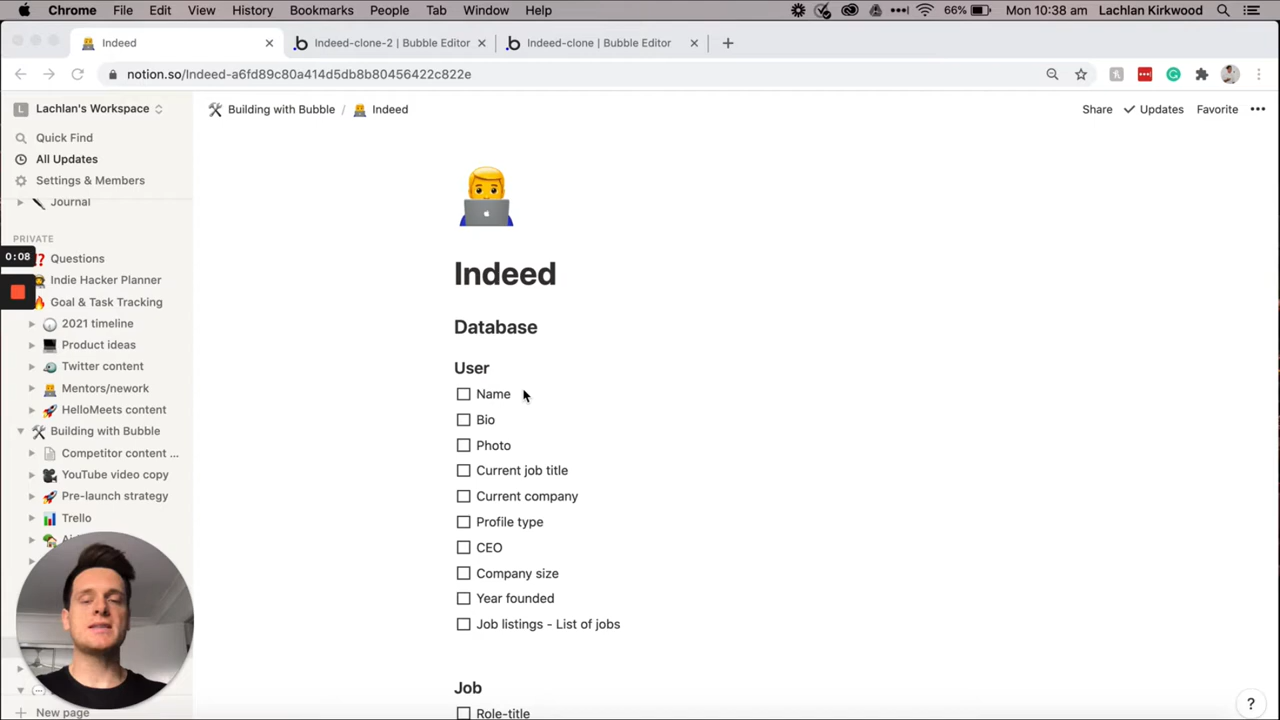 Chrome File Edit View History Bookmarks People Tab Window Help 66% Mon 10:38 am Lachlan Kirkwood
Indeed Indeed-clone-2 | Bubble Editor Indeed-clone | Bubble Editor
notion.so/Indeed-a6fd89c80a414d5db8b80456422c822e
L Lachlan's Workspace
Building with Bubble / Indeed
Share Updates Favorite
Quick Find
All Updates
Settings & Members
Journal
PRIVATE
0:08
Questions
Indie Hacker Planner
Goal & Task Tracking
2021 timeline
Product ideas
Twitter content
Mentors/nework
HelloMeets content
Building with Bubble
Competitor content ...
YouTube video copy
Pre-launch strategy
Trello
New page
Indeed
Database
User
Name
Bio
Photo
Current job title
Current company
Profile type
CEO
Company size
Year founded
Job listings - List of jobs
Job
Role-title
?